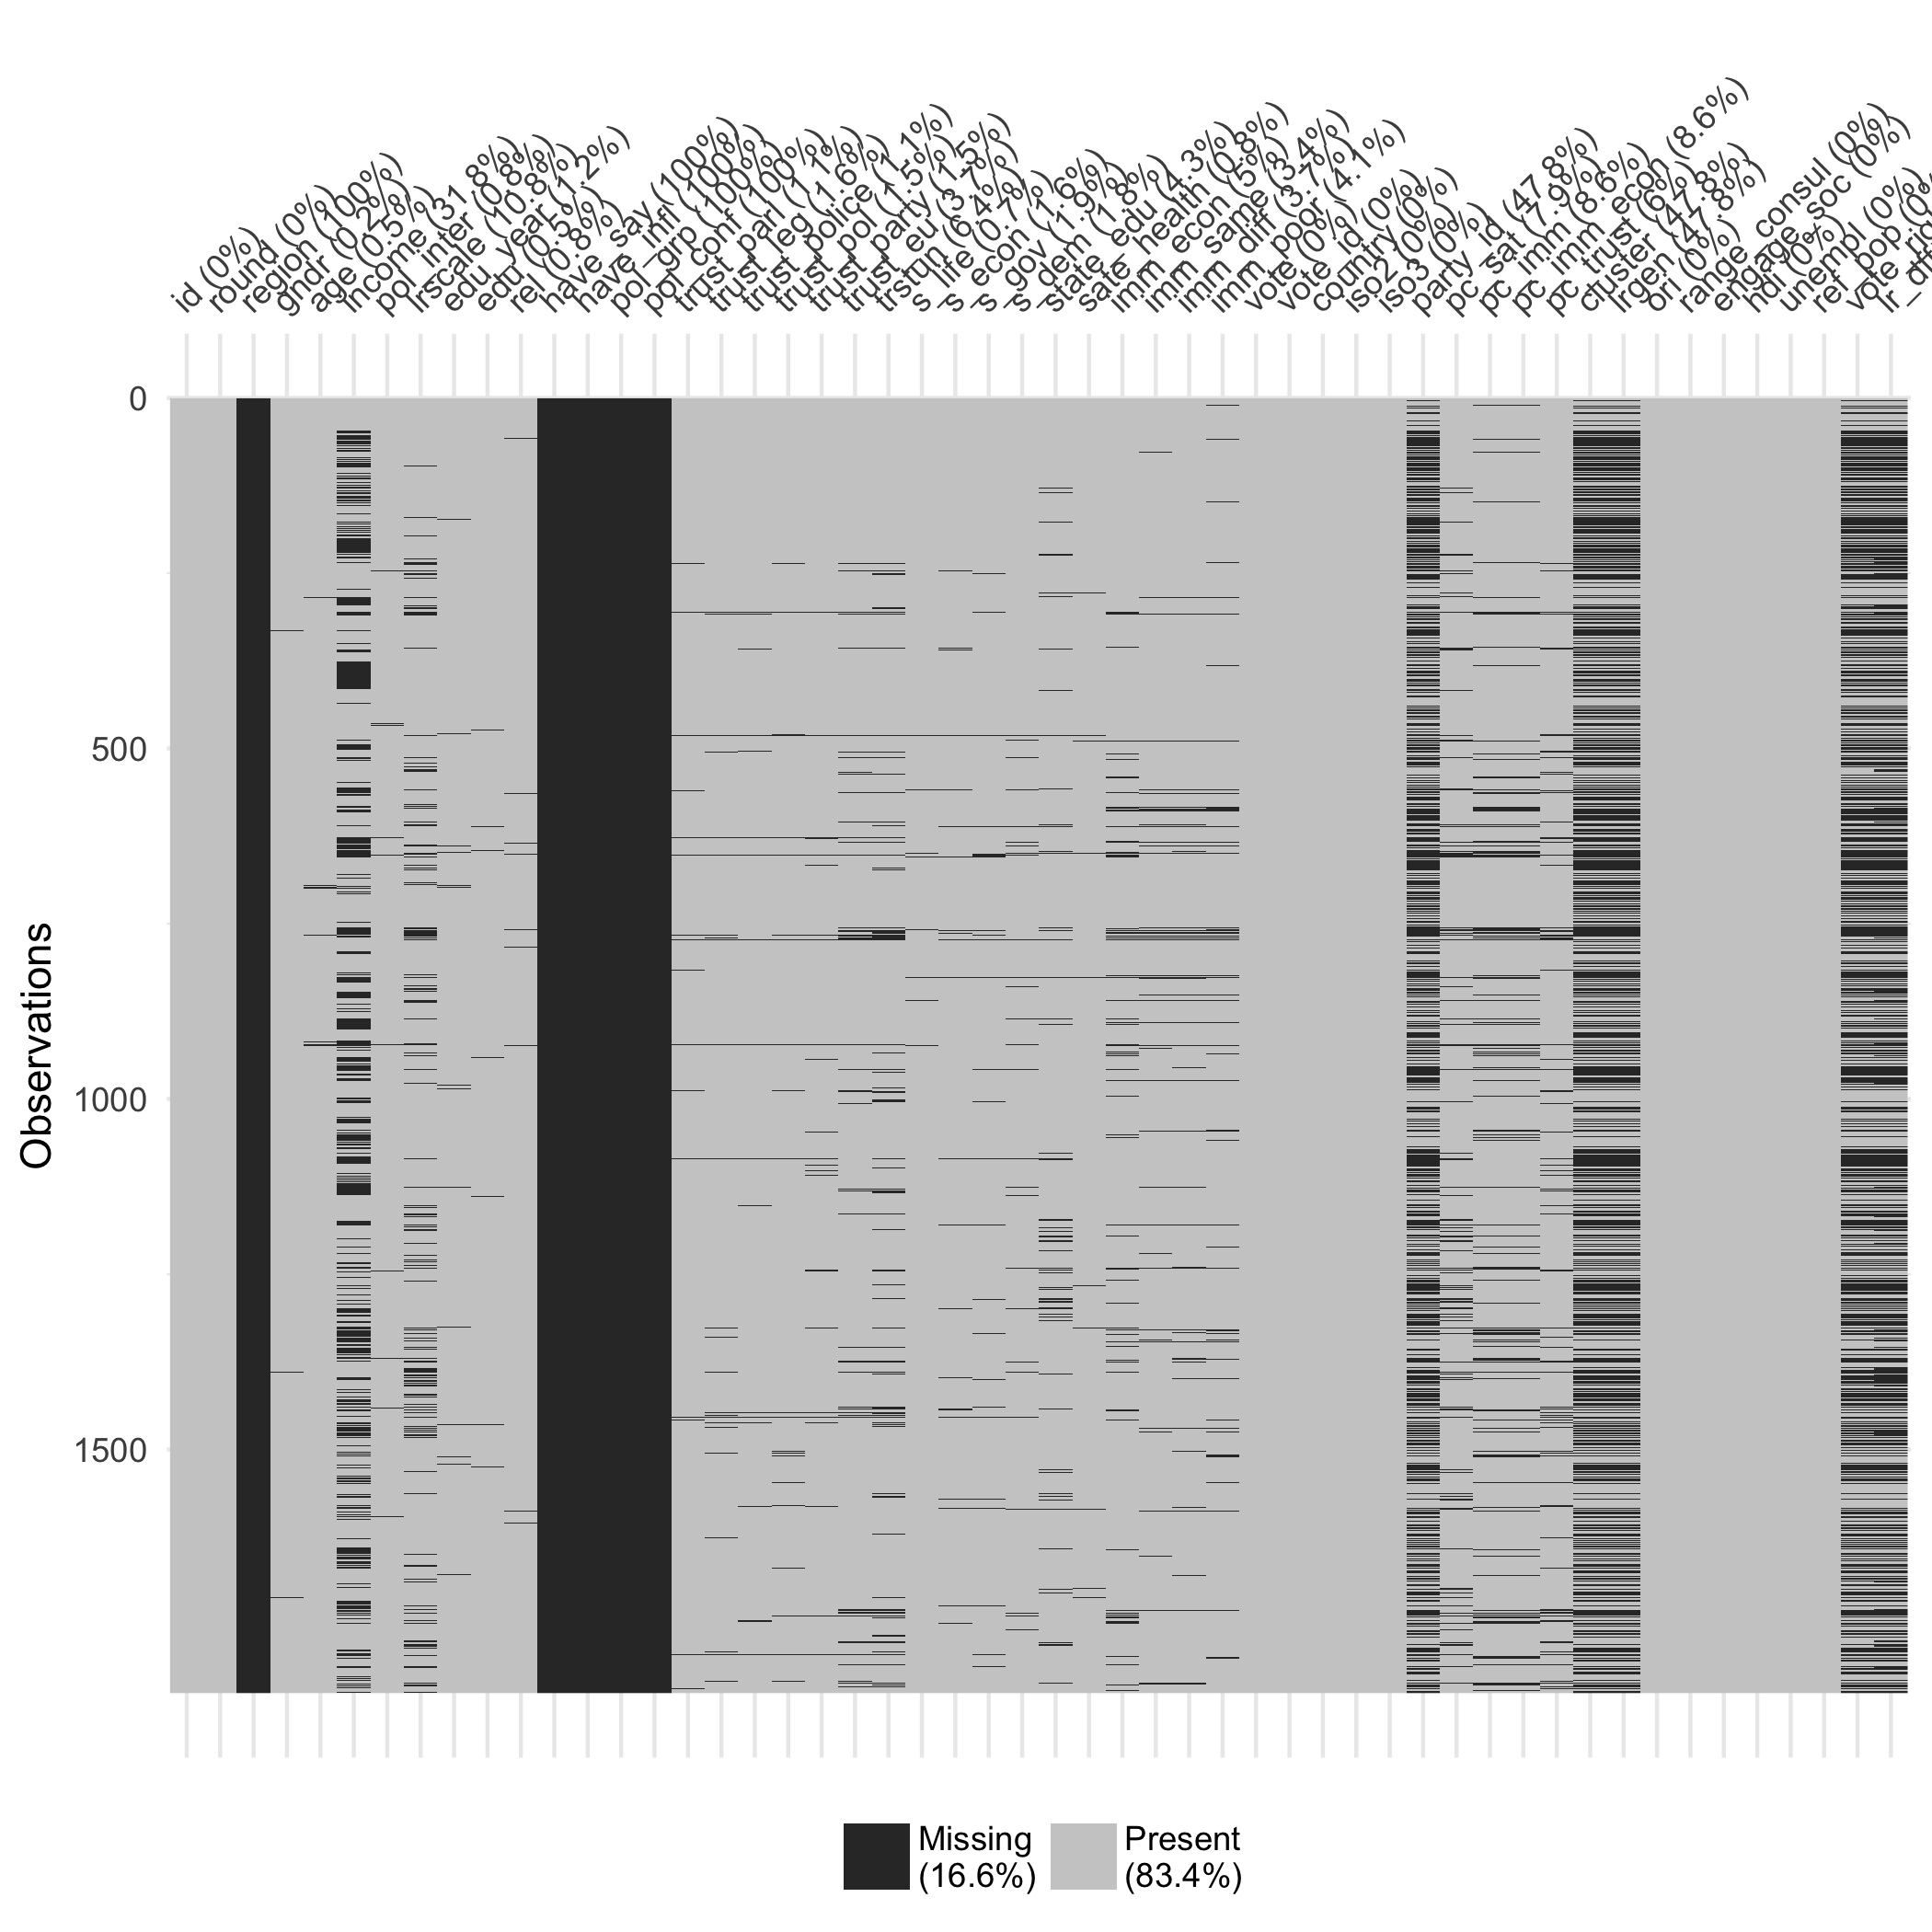 id (0%)
round (0%)
region (100%)
gndr (0.2%)
age (0.5%)
income (31.8%)
pol_inter (0.8%)
lrscale (10.8%)
edu_year (1.2%)
edu (0.5%)
rel (0.8%)
have_say (100%)
have_infl (100%)
pol_grp (100%)
pol_conf (100%)
trust_parl (1.1%)
trust_leg (1.6%)
trust_police (1.1%)
trust_pol (1.5%)
trust_party (1.5%)
trust_eu (3.7%)
trstun (6.4%)
s_life (0.7%)
s_econ (1.6%)
s_gov (1.9%)
s_dem (1.8%)
state_edu (4.3%)
sate_health (0.8%)
imm_econ (5%)
imm_same (3.4%)
imm_diff (3.7%)
imm_poor (4.1%)
vote (0%)
vote_id (0%)
country (0%)
iso2 (0%)
iso3 (0%)
party_id (47.8%)
pc_sat (7.9%)
pc_imm (8.6%)
pc_imm_econ (8.6%)
pc_trust (6%)
cluster (47.8%)
lrgen (47.8%)
ori (0%)
range_consul (0%)
engage_soc (0%)
hdi (0%)
unempl (0%)
ref_pop (0
vote_rig
lr_diff
0
500
1000
1500
Observations
Missing
(16.6%)
Present
(83.4%)